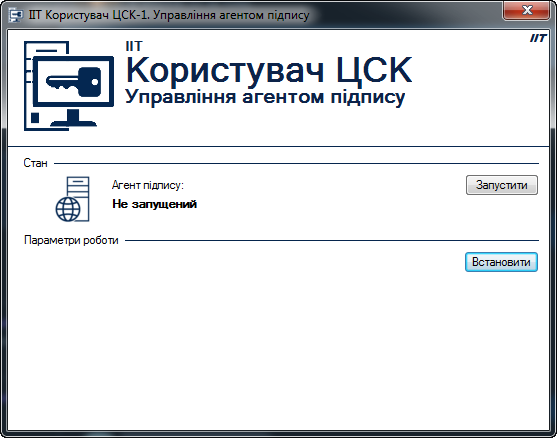 ІІТ Користувач ЦСК-1. Управління агентом підпису
ІІТ
ІІТ
Користувач ЦСК
Управління агентом підпису
Стан
Агент підпису:
Запустити
Не запущений
Параметри роботи
Встановити